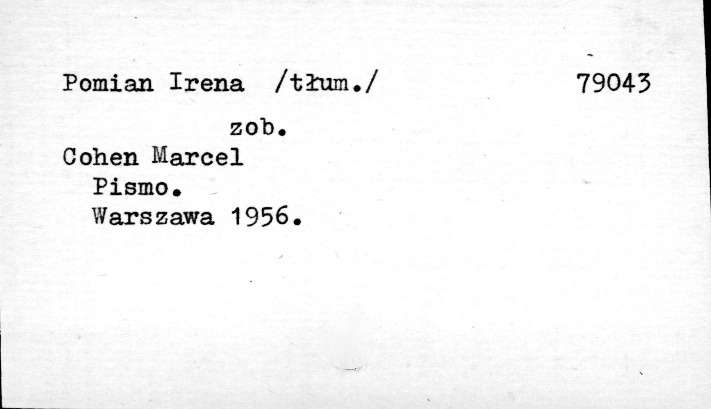 Pomian Irena /tłum./ 79043
zob.
Cohen Marcel
Pismo.
Warszawa 1956.